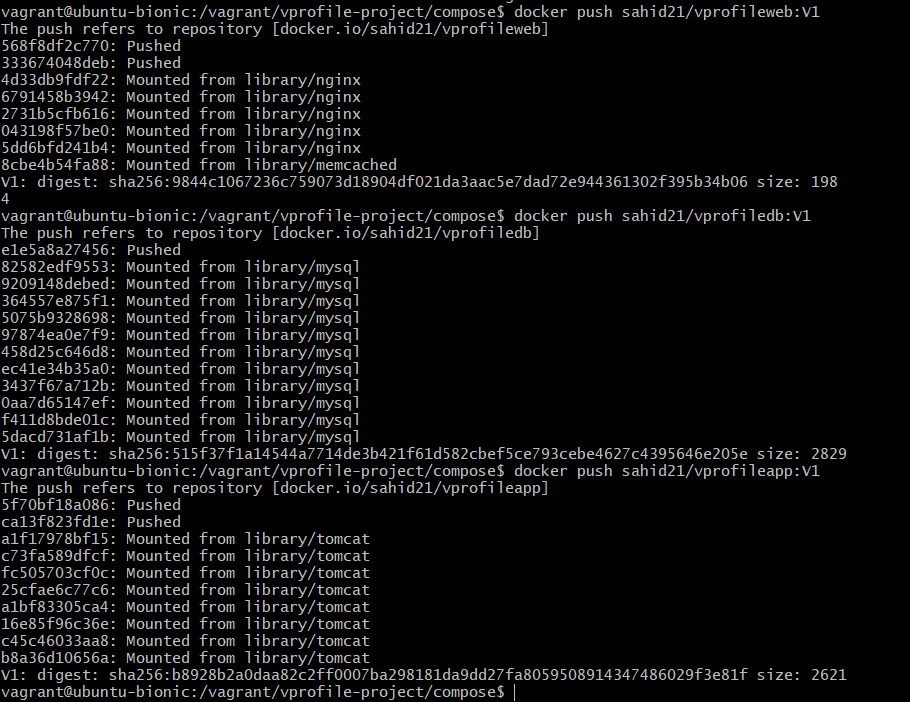 vagrant@ubuntu-bionic:/vagrant/vprofile-project/compose$ docker push sahid21/vprofileweb:V1
The push refers to repository [docker.io/sahid21/vprofileweb]
568f8df2c770: Pushed
333674048deb: Pushed
4d33db9fdf22: Mounted from library/nginx
6791458b3942: Mounted from library/nginx
2731b5cfb616: Mounted from library/nginx
043198f57be0: Mounted from library/nginx
5dd6bfd241b4: Mounted from library/nginx
8cbe4b54fa88: Mounted from library/memcached
V1: digest: sha256:9844c1067236c759073d18904df021da3aac5e7dad72e944361302f395b34b06 size: 198
4
vagrant@ubuntu-bionic:/vagrant/vprofile-project/compose$ docker push sahid21/vprofiledb:V1
The push refers to repository [docker.io/sahid21/vprofiledb]
e1e5a8a27456: Pushed
82582edf9553: Mounted from library/mysql
9209148debed: Mounted from library/mysql
364557e875f1: Mounted from library/mysql
5075b9328698: Mounted from library/mysql
97874ea0e7f9: Mounted from library/mysql
458d25c646d8: Mounted from library/mysql
ec41e34b35a0: Mounted from library/mysql
3437f67a712b: Mounted from library/mysql
0aa7d65147ef: Mounted from library/mysql
f411d8bde01c: Mounted from library/mysql
5dacd731af1b: Mounted from library/mysql
V1: digest: sha256:515f37f1a14544a7714de3b421f61d582cbef5ce793cebe4627c4395646e205e size: 2829
vagrant@ubuntu-bionic:/vagrant/vprofile-project/compose$ docker push sahid21/vprofileapp:V1
The push refers to repository [docker.io/sahid21/vprofileapp]
5f70bf18a086: Pushed
ca13f823fd1e: Pushed
a1f17978bf15: Mounted from library/tomcat
c73fa589dfcf: Mounted from library/tomcat
fc505703cf0c: Mounted from library/tomcat
25cfae6c77c6: Mounted from library/tomcat
a1bf83305ca4: Mounted from library/tomcat
16e85f96c36e: Mounted from library/tomcat
c45c46033aa8: Mounted from library/tomcat
b8a36d10656a: Mounted from library/tomcat
V1: digest: sha256:b8928b2a0daa82c2ff0007ba298181da9dd27fa8059508914347486029f3e81f size: 2621
vagrant@ubuntu-bionic:/vagrant/vprofile-project/compose$